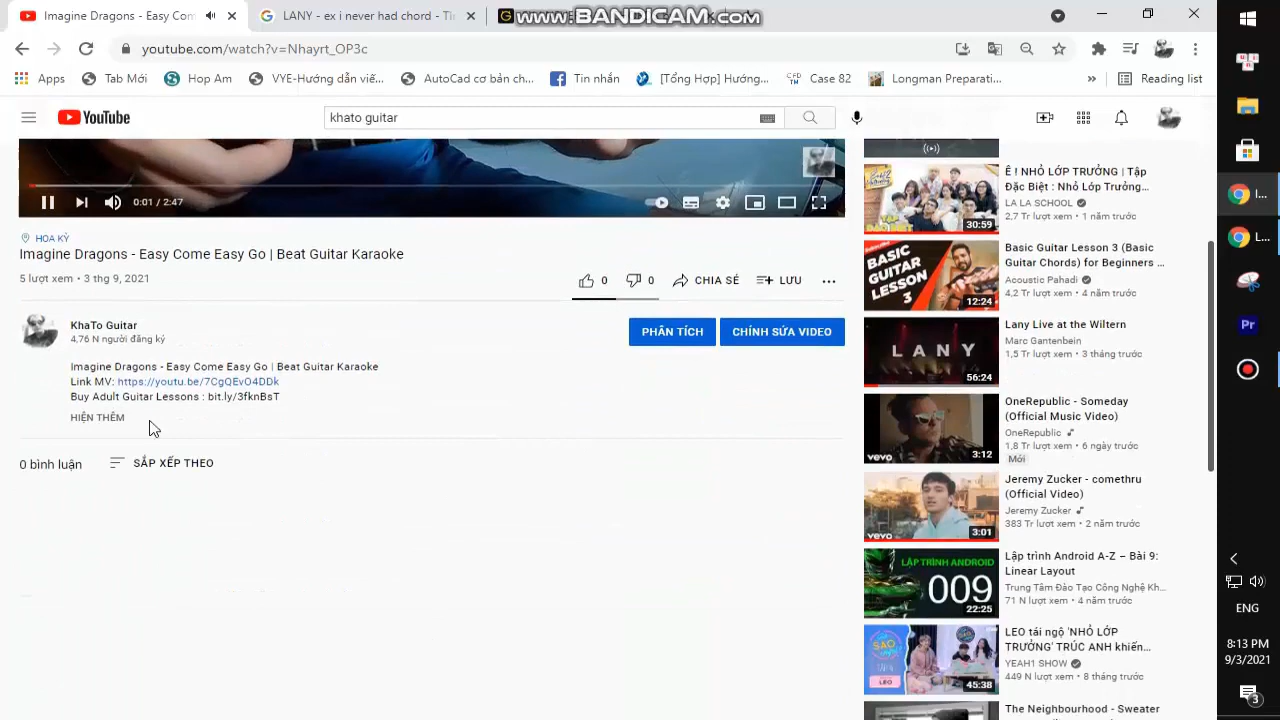 Imagine Dragons - Easy Com
LANY - ex i never had chord - Ti
www.BANDICAM.com
youtube.com/watch?v=Nhayrt_OP3c
Apps
Tab Mới
Hop Am
VYE-Hướng dẫn viế...
AutoCad cơ bản ch...
Tin nhắn
[Tổng Hợp] Hướng...
Case 82
Longman Preparati...
»
Reading list
YouTube
khato guitar
0:01 / 2:47
HOA KỲ
Imagine Dragons - Easy Come Easy Go | Beat Guitar Karaoke
5 lượt xem • 3 thg 9, 2021
0
0
CHIA SẺ
LƯU
KhaTo Guitar
4,76 N người đăng ký
PHÂN TÍCH
CHỈNH SỬA VIDEO
Imagine Dragons - Easy Come Easy Go | Beat Guitar Karaoke
Link MV: https://youtu.be/7CgQEvO4DDk
Buy Adult Guitar Lessons : bit.ly/3fknBsT
HIỆN THÊM
0 bình luận
SẮP XẾP THEO
Ê ! NHỎ LỚP TRƯỞNG | Tập
Đặc Biệt : Nhỏ Lớp Trưởng...
LA LA SCHOOL
2,7 Tr lượt xem • 1 năm trước
30:59
BASIC
GUITAR
LESSON
3
12:24
Basic Guitar Lesson 3 (Basic
Guitar Chords) for Beginners ...
Acoustic Pahadi
4,2 Tr lượt xem • 4 năm trước
LANY
56:24
Lany Live at the Wiltern
Marc Gantenbein
1,5 Tr lượt xem • 3 tháng trước
vevo
3:12
OneRepublic - Someday
(Official Music Video)
OneRepublic
1,8 Tr lượt xem • 6 ngày trước
Mới
vevo
3:01
Jeremy Zucker - comethru
(Official Video)
Jeremy Zucker
383 Tr lượt xem • 2 năm trước
LẬP TRÌNH ANDROID
009
22:25
Lập trình Android A-Z – Bài 9:
Linear Layout
Trung Tâm Đào Tạo Công Nghệ Kh...
71 N lượt xem • 4 năm trước
LEO
45:38
LEO tái ngộ 'NHỎ LỚP
TRƯỞNG' TRÚC ANH khiến...
YEAH1 SHOW
449 N lượt xem • 8 tháng trước
The Neighbourhood - Sweater
I...
L...
Pr
ENG
8:13 PM
9/3/2021
3